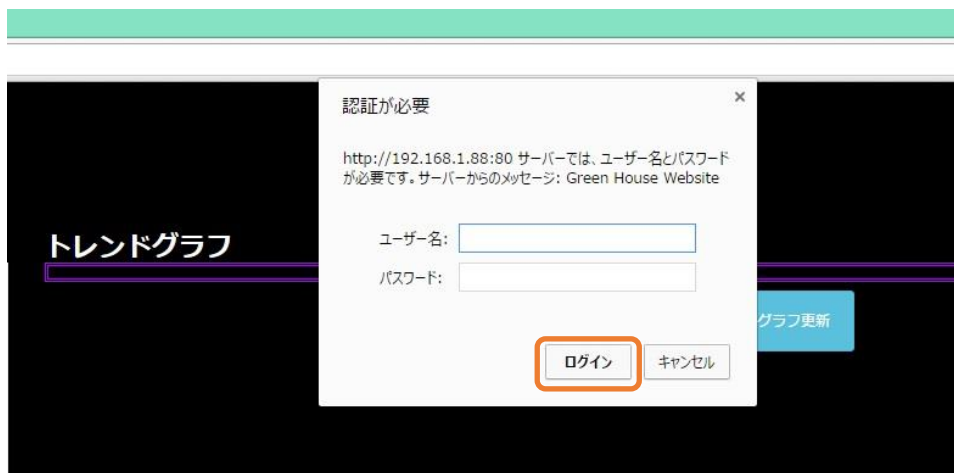 認証が必要
×
http://192.168.1.88:80 サーバーでは、ユーザー名とパスワード
が必要です。サーバーからのメッセージ: Green House Website
トレンドグラフ
ユーザー名:
パスワード:
グラフ更新
ログイン
キャンセル